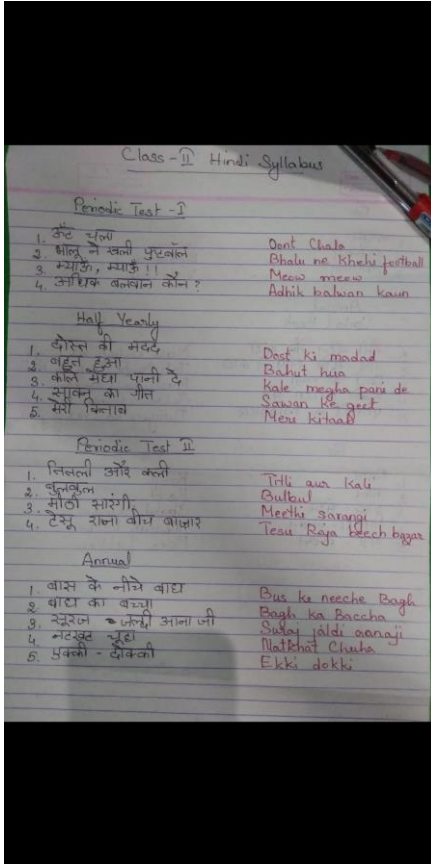 Class - II Hindi Syllabus
Periodic Test - I
1. ऊँट चला Oont Chala
2. भालू ने खेली फुटबॉल Bhalu ne Khehi football
3. म्याऊँ, म्याऊँ!! Meow meow
4. अधिक बलवान कौन? Adhik balwan kaun
Half Yearly
1. दोस्त की मदद Dost ki madad
2. बहुत हुआ Bahut hua
3. काले मेघा पानी दे Kale megha pani de
4. सावन का गीत Sawan ke geet
5. मेरी किताब Meri kitaab
Periodic Test II
1. तितली और कली Titli aur Kali
2. बुलबुल Bulbul
3. मीठी सारंगी Meethi sarangi
4. टेसू राजा बीच बाज़ार Tesu Raja beech bazar
Annual
1. बास के नीचे बाघ Bus ke neeche Bagh
2. बाघ का बच्चा Bagh ka Baccha
3. सूरज जल्दी आना जी Suraj jaldi aanaji
4. नटखट चूहा Natkhat Chuha
5. एक्की - दोक्की Ekki dokki